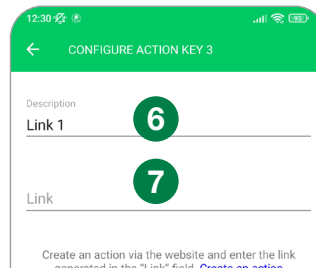 12:30 99
CONFIGURE ACTION KEY 3
Description
Link 1
6
7
Link
Create an action via the website and enter the link
generated in the "Link" field. Create an action